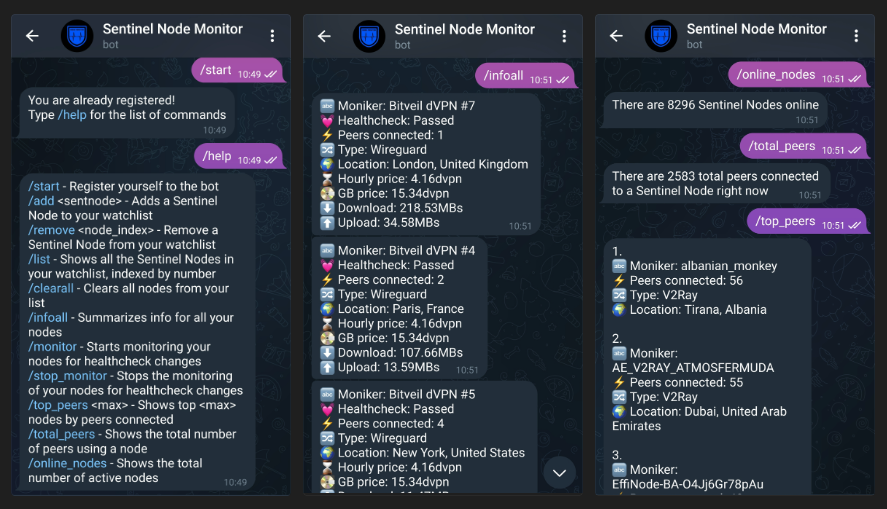 Sentinel Node Monitor
bot
/start 10:49
You are already registered!
Type /help for the list of commands
10:49
/help 10:49
/start - Register yourself to the bot
/add <sentnode> - Adds a Sentinel
Node to your watchlist
/remove <node_index> - Remove a
Sentinel Node from your watchlist
/list - Shows all the Sentinel Nodes in
your watchlist, indexed by number
/clearall - Clears all nodes from your
list
/infoall - Summarizes info for all your
nodes
/monitor - Starts monitoring your
nodes for healthcheck changes
/stop_monitor - Stops the monitoring
of your nodes for healthcheck changes
/top_peers <max> - Shows top <max>
nodes by peers connected
/total_peers - Shows the total number
of peers using a node
/online_nodes - Shows the total
number of active nodes
10:49
Sentinel Node Monitor
bot
/infoall 10:51
abc Moniker: Bitveil dVPN #7
Healthcheck: Passed
Peers connected: 1
Type: Wireguard
Location: London, United Kingdom
Hourly price: 4.16dvpn
GB price: 15.34dvpn
Download: 218.53MBs
Upload: 34.58MBs
10:51
abc Moniker: Bitveil dVPN #4
Healthcheck: Passed
Peers connected: 2
Type: Wireguard
Location: Paris, France
Hourly price: 4.16dvpn
GB price: 15.34dvpn
Download: 107.66MBs
Upload: 13.59MBs
10:51
abc Moniker: Bitveil dVPN #5
Healthcheck: Passed
Peers connected: 4
Type: Wireguard
Location: New York, United States
Hourly price: 4.16dvpn
GB price: 15.34dvpn
Sentinel Node Monitor
bot
/online_nodes 10:51
There are 8296 Sentinel Nodes online
10:51
/total_peers 10:51
There are 2583 total peers connected
to a Sentinel Node right now
10:51
/top_peers 10:51
1.
abc Moniker: albanian_monkey
Peers connected: 56
Type: V2Ray
Location: Tirana, Albania
2.
abc Moniker:
AE_V2RAY_ATMOSFERMUDA
Peers connected: 55
Type: V2Ray
Location: Dubai, United Arab
Emirates
3.
abc Moniker:
EffiNode-BA-O4Jj6Gr78pAu